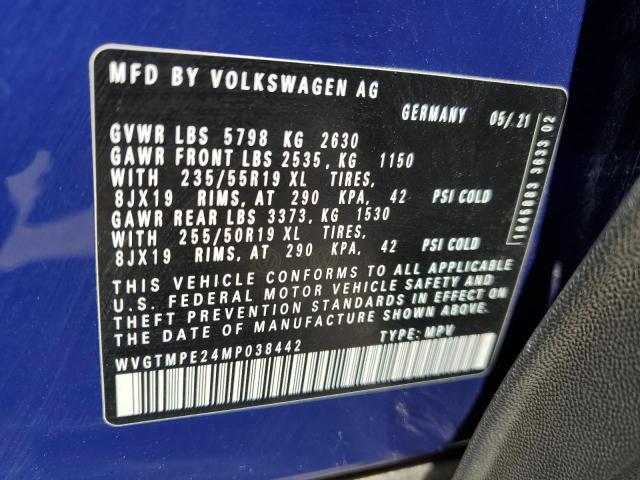 MFD BY VOLKSWAGEN AG
GERMANY 05/21
GVWR LBS 5798 KG 2630
GAWR FRONT LBS 2535, KG 1150
WITH 235/55R19 XL TIRES,
8JX19 RIMS, AT 290 KPA, 42 PSI COLD
GAWR REAR LBS 3373, KG 1530
WITH 255/50R19 XL TIRES,
8JX19 RIMS, AT 290 KPA, 42 PSI COLD
THIS VEHICLE CONFORMS TO ALL APPLICABLE
U.S. FEDERAL MOTOR VEHICLE SAFETY AND
THEFT PREVENTION STANDARDS IN EFFECT ON
THE DATE OF MANUFACTURE SHOWN ABOVE.
WVGTMPE24MP038442 TYPE: MPV
3633 02